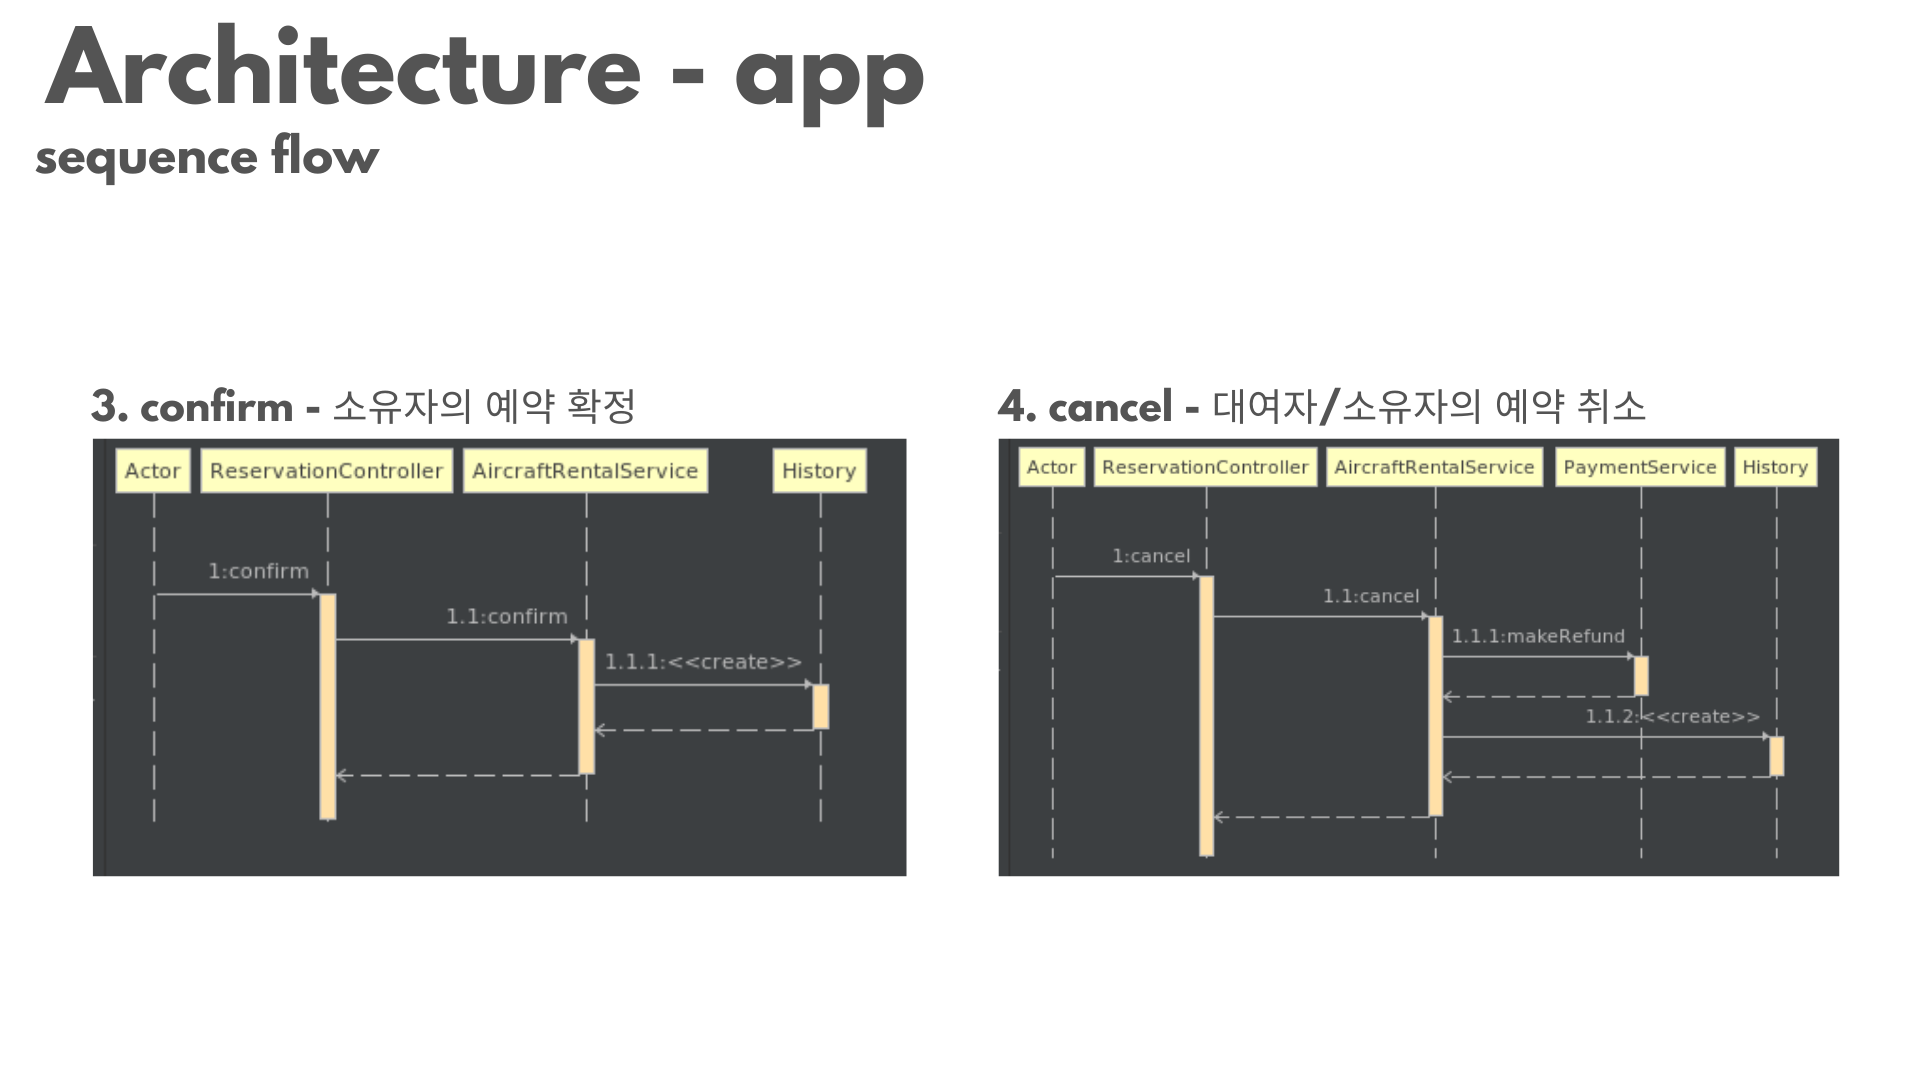 Architecture - app
sequence flow
3. confirm - 소유자의 예약 확정
Actor ReservationController AircraftRentalService History
1:confirm
1.1:confirm
1.1.1:<<create>>
4. cancel - 대여자/소유자의 예약 취소
Actor ReservationController AircraftRentalService PaymentService History
1:cancel
1.1:cancel
1.1.1:makeRefund
1.1.2:<<create>>